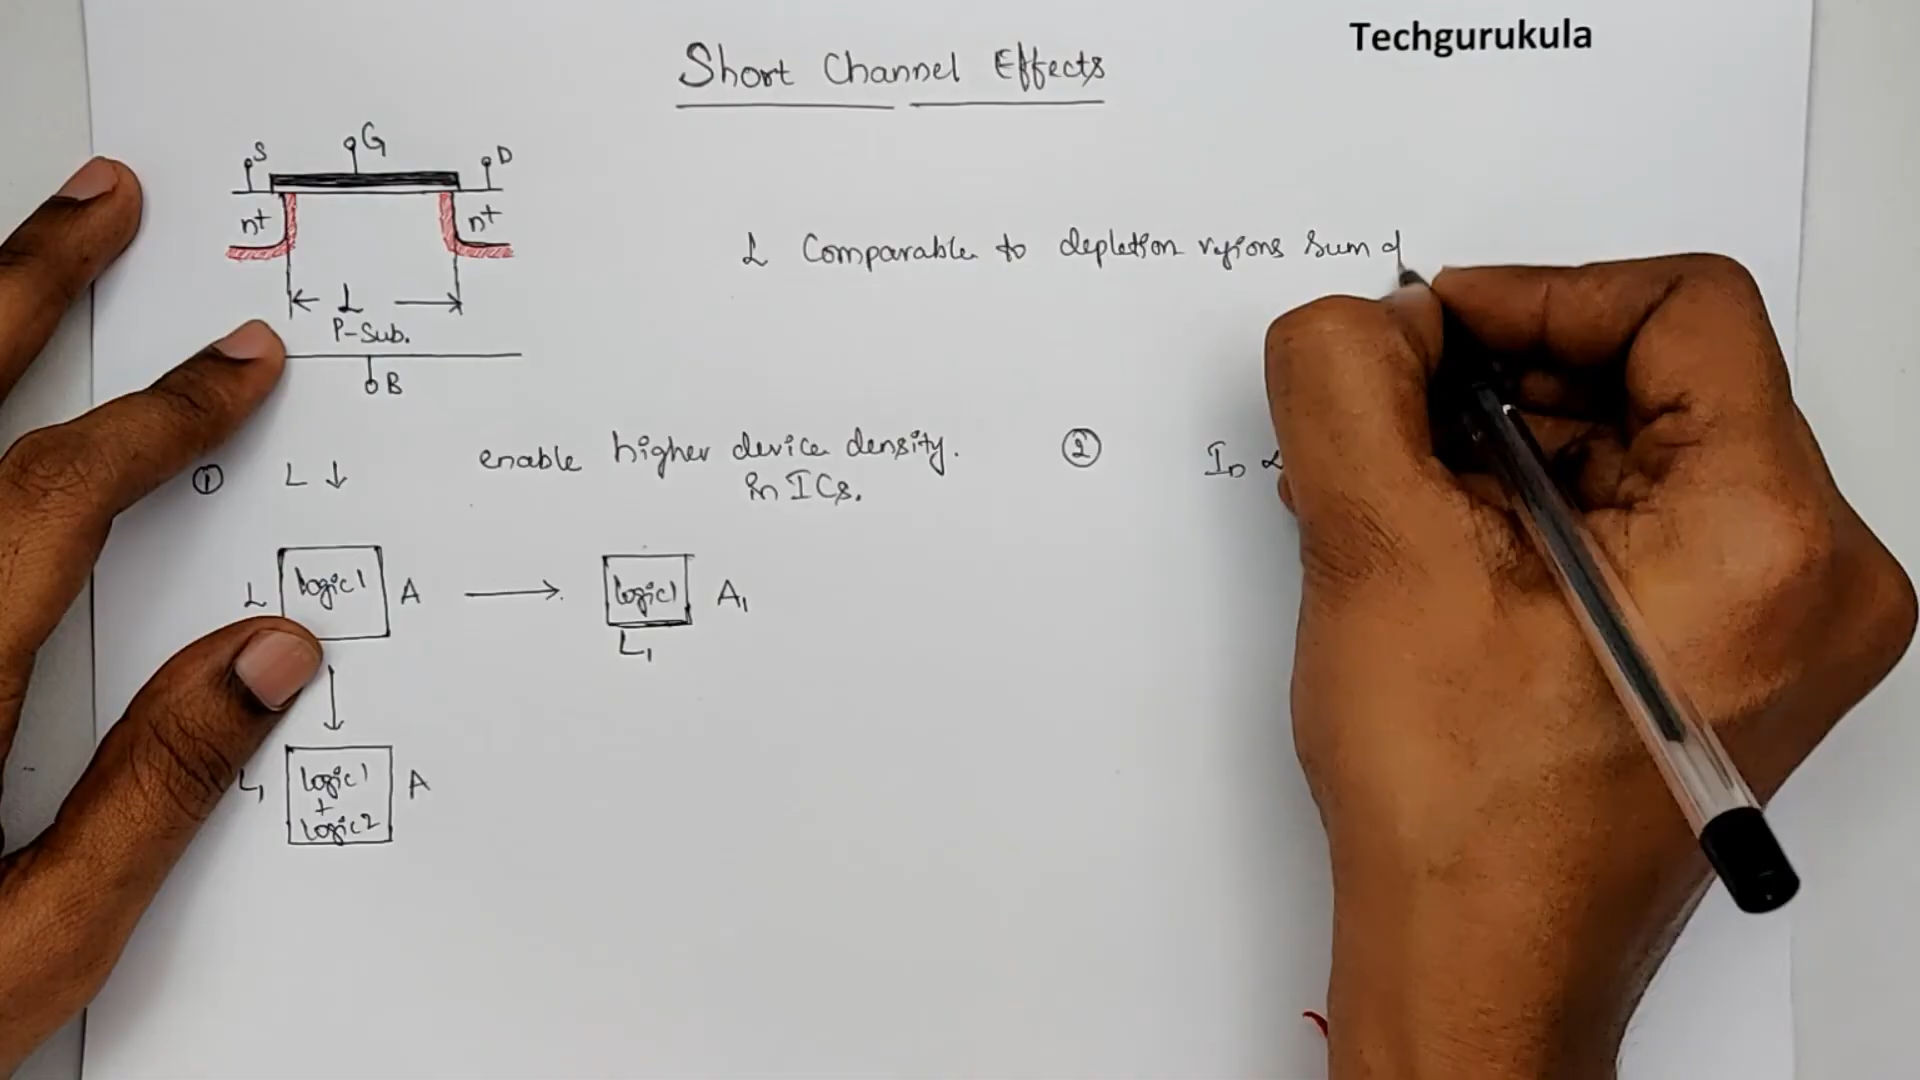 Techgurukula
Short Channel Effects
S G D
n+ n+
L
P-Sub.
B
L Comparable to depletion regions sum of
① L ↓ enable higher device density.
in ICs.
② ID ∝
L logic1 A → logic1 A1
L1
↓
L1 logic1 A
+
logic2